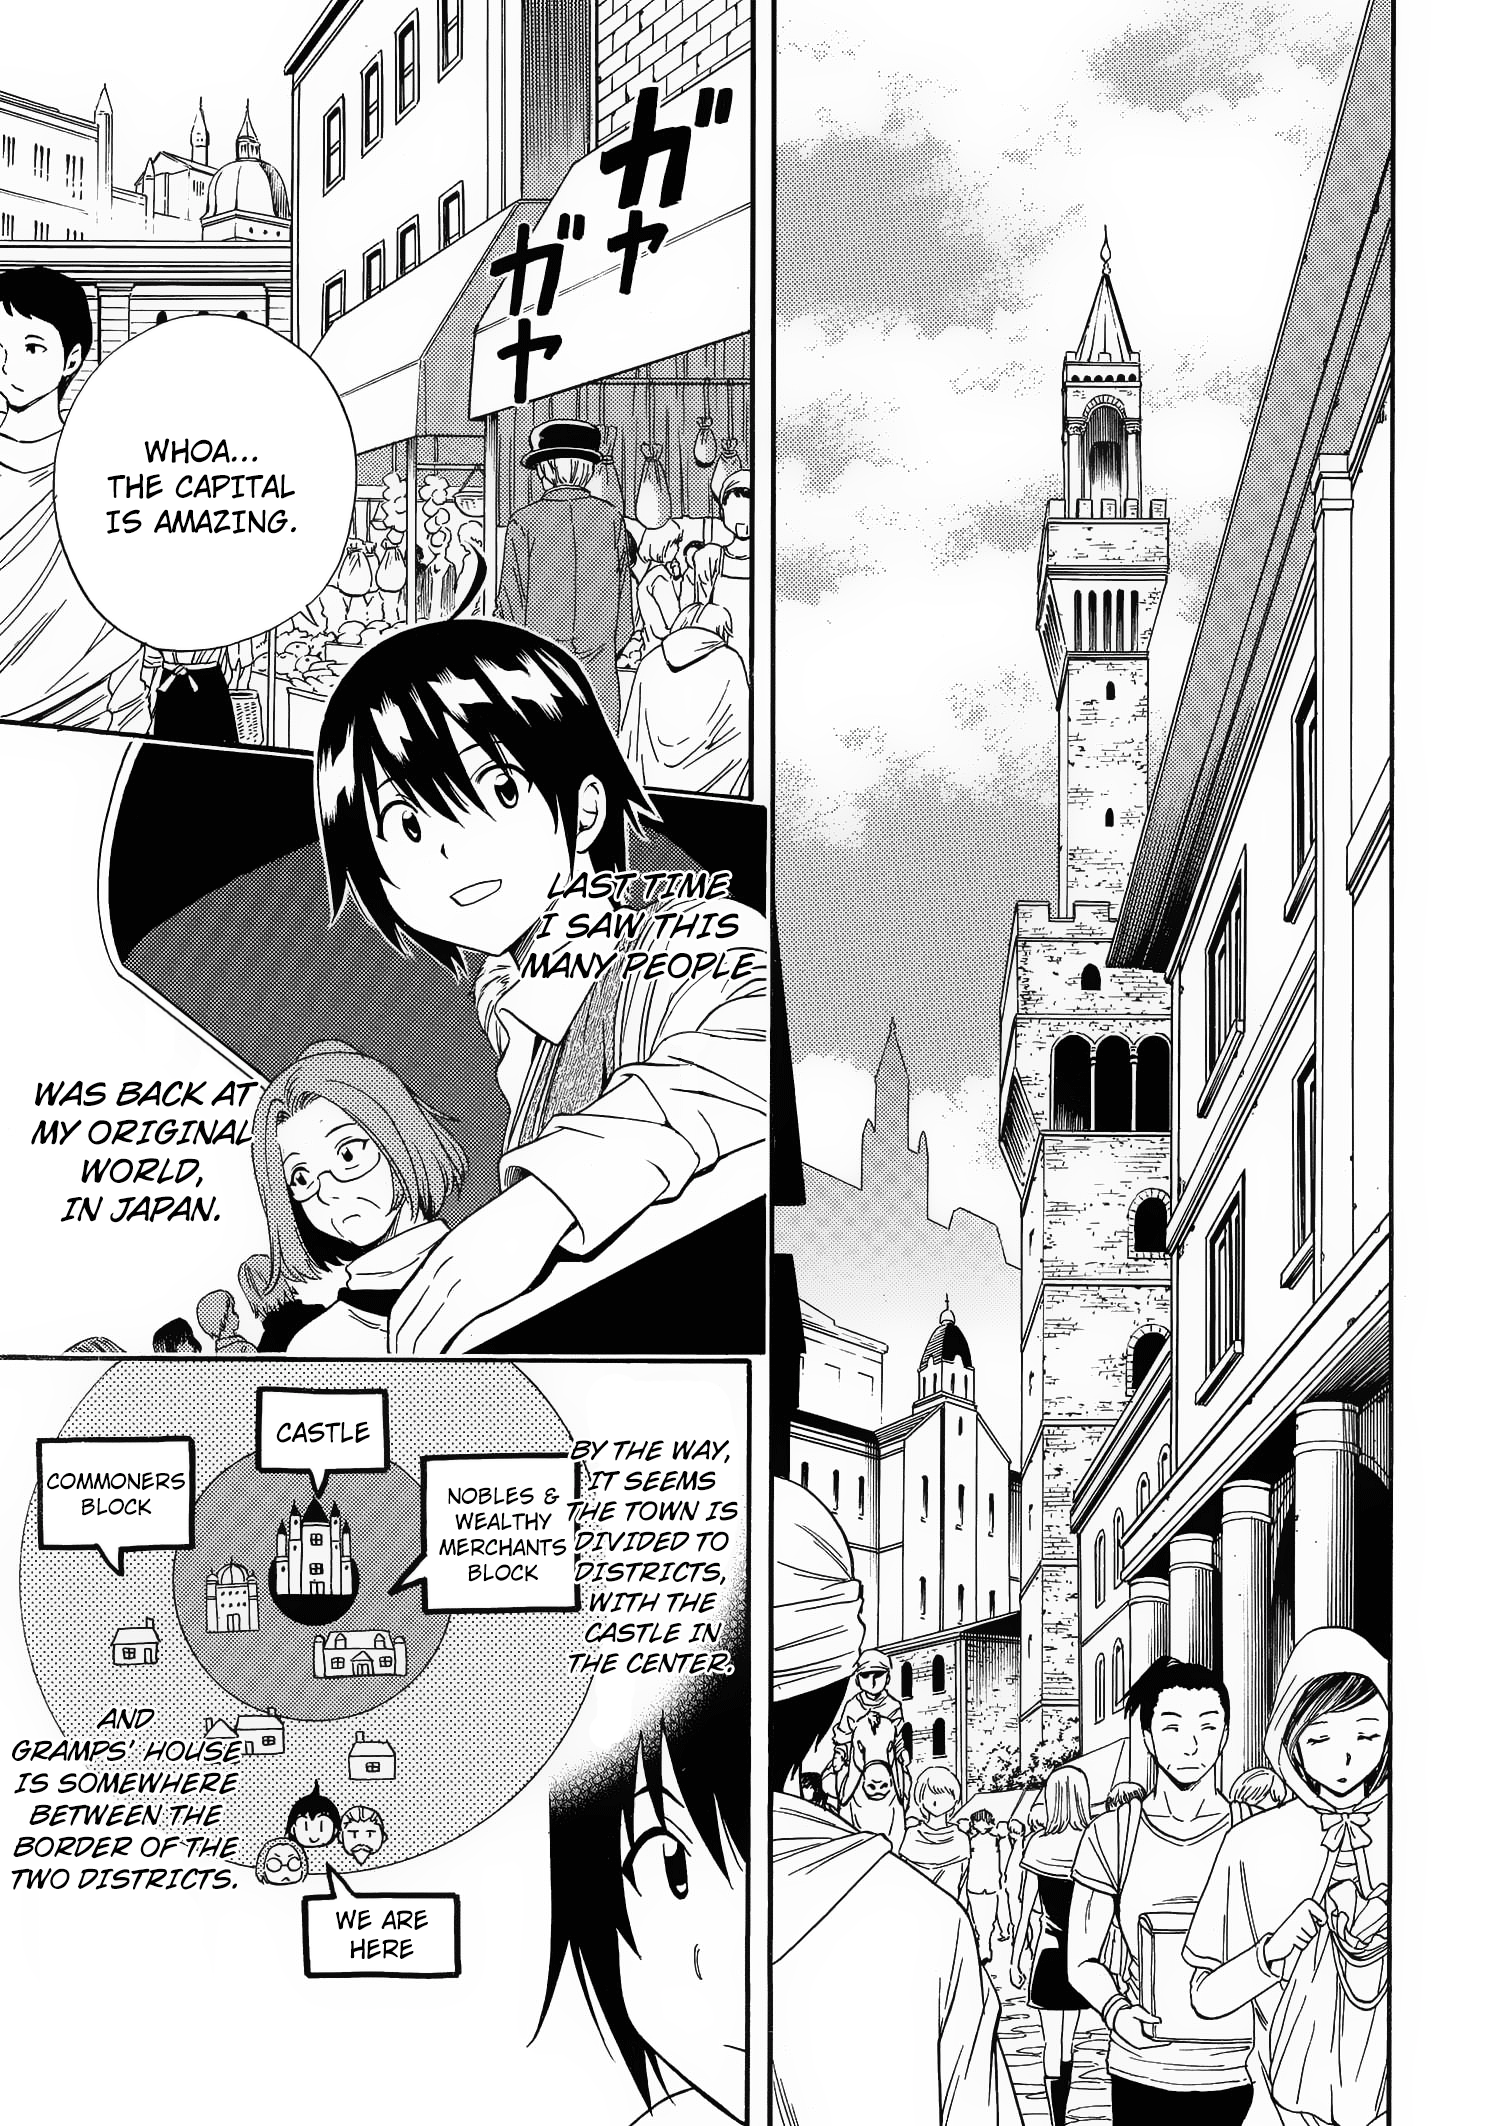 ガヤ
ガヤ
WHOA...
THE CAPITAL
IS AMAZING.
LAST TIME
I SAW THIS
MANY PEOPLE
WAS BACK AT
MY ORIGINAL
WORLD,
IN JAPAN.
BY THE WAY,
IT SEEMS
THE TOWN IS
DIVIDED TO
DISTRICTS,
WITH THE
CASTLE IN
THE CENTER.
CASTLE
NOBLES &
WEALTHY
MERCHANTS
BLOCK
COMMONERS
BLOCK
AND
GRAMPS' HOUSE
IS SOMEWHERE
BETWEEN THE
BORDER OF THE
TWO DISTRICTS.
WE ARE
HERE